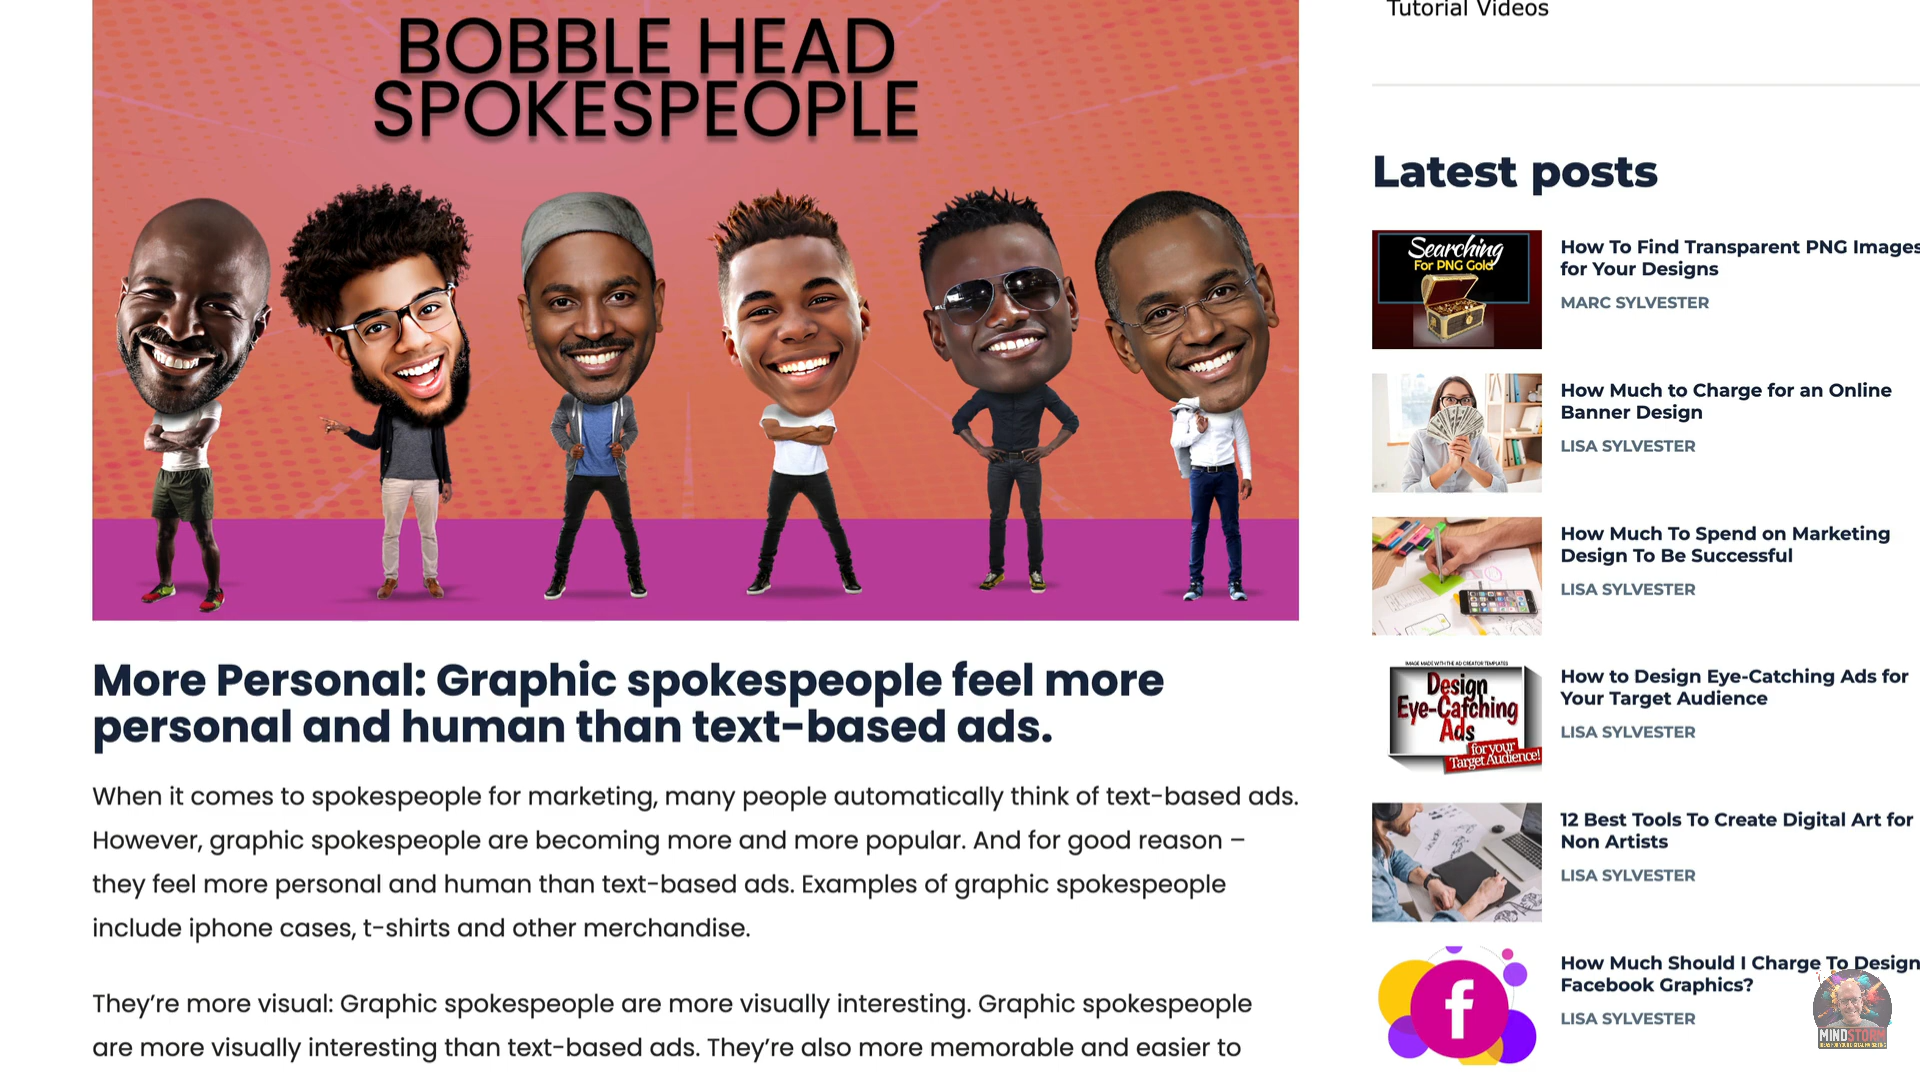 BOBBLE HEAD
SPOKESPEOPLE
More Personal: Graphic spokespeople feel more
personal and human than text-based ads.
When it comes to spokespeople for marketing, many people automatically think of text-based ads.
However, graphic spokespeople are becoming more and more popular. And for good reason –
they feel more personal and human than text-based ads. Examples of graphic spokespeople
include iphone cases, t-shirts and other merchandise.
They’re more visual: Graphic spokespeople are more visually interesting. Graphic spokespeople
are more visually interesting than text-based ads. They’re also more memorable and easier to
Tutorial Videos
Latest posts
Searching
For PNG Gold
How To Find Transparent PNG Images
for Your Designs
MARC SYLVESTER
How Much to Charge for an Online
Banner Design
LISA SYLVESTER
How Much To Spend on Marketing
Design To Be Successful
LISA SYLVESTER
IMAGE MADE WITH THE AD CREATOR TEMPLATES
Design
Eye-Catching
Ads
for your
Target Audience!
How to Design Eye-Catching Ads for
Your Target Audience
LISA SYLVESTER
12 Best Tools To Create Digital Art for
Non Artists
LISA SYLVESTER
f
How Much Should I Charge To Design
Facebook Graphics?
LISA SYLVESTER
MINDSTORM